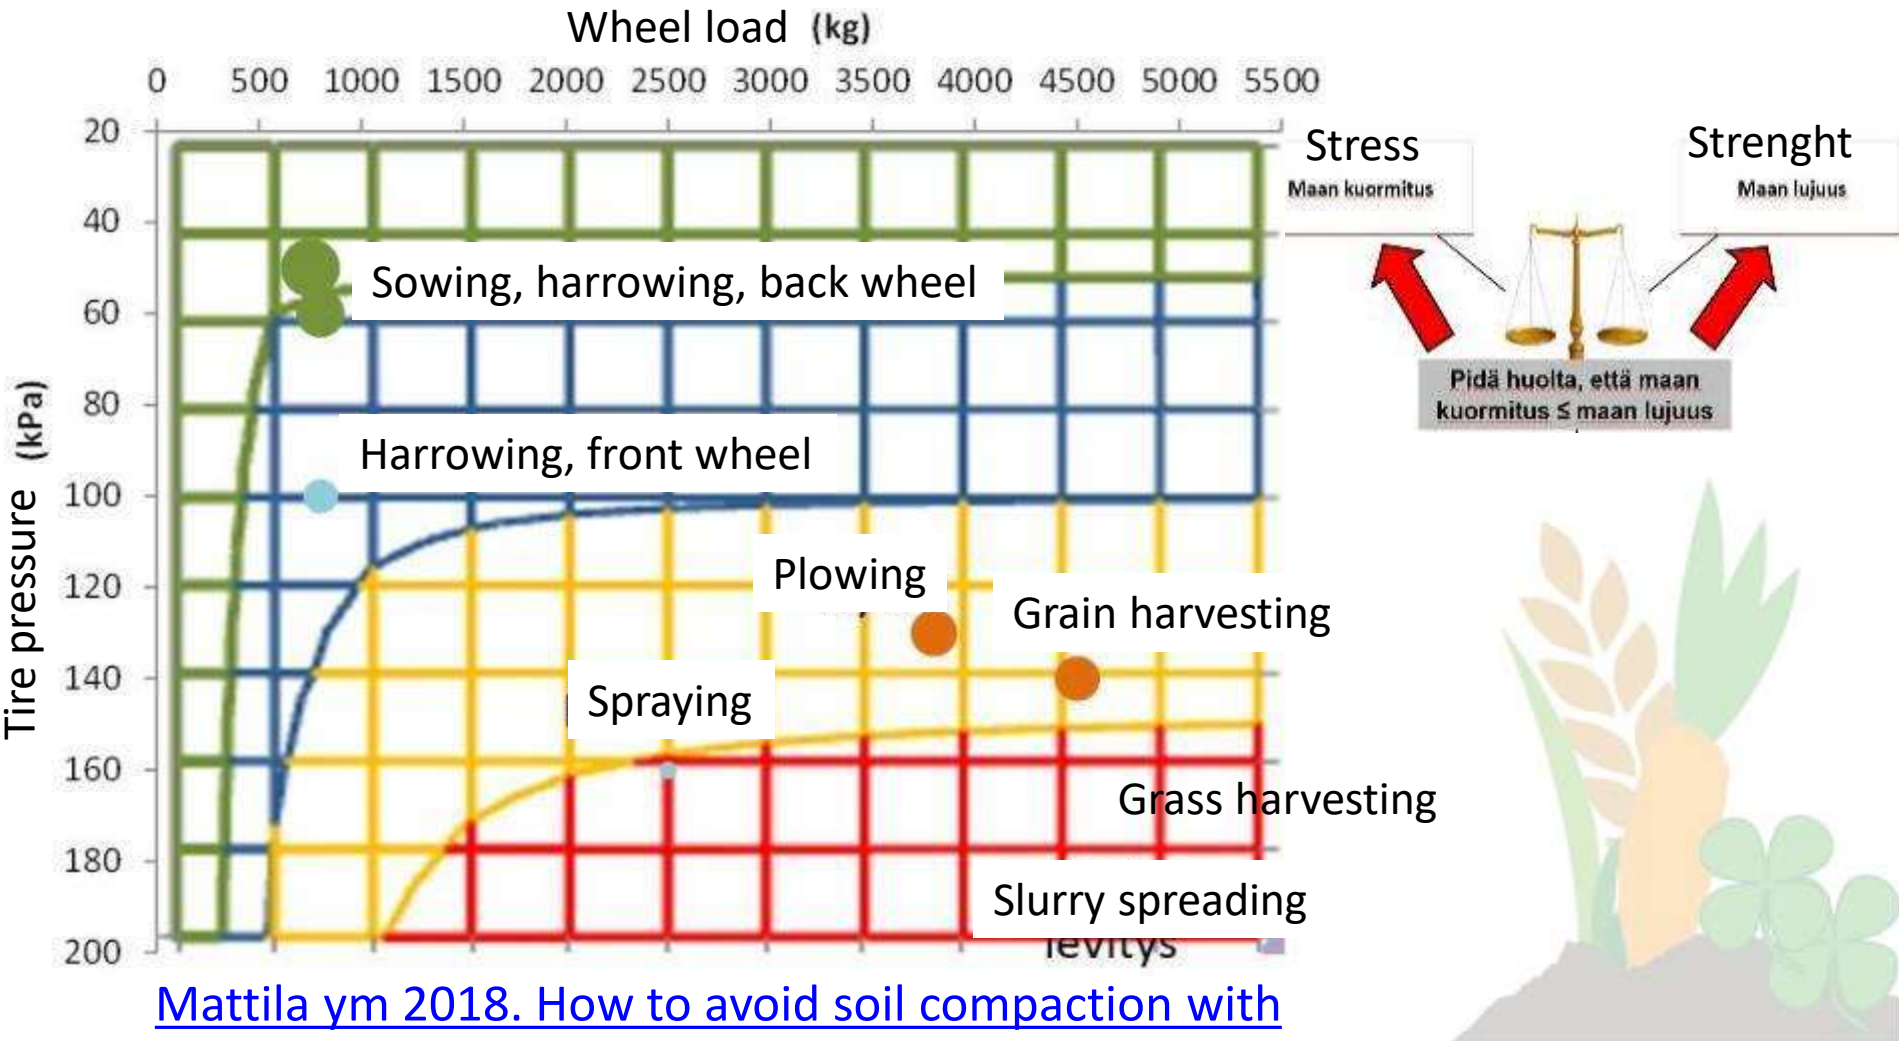 Wheel load (kg)
0 500 1000 1500 2000 2500 3000 3500 4000 4500 5000 5500
20
40
60
80
100
120
140
160
180
200
Tire pressure (kPa)
Sowing, harrowing, back wheel
Harrowing, front wheel
Plowing
Grain harvesting
Spraying
Grass harvesting
Slurry spreading
levitys
Stress
Maan kuormitus
Strenght
Maan lujuus
Pidä huolta, että maan
kuormitus ≤ maan lujuus
Mattila ym 2018. How to avoid soil compaction with